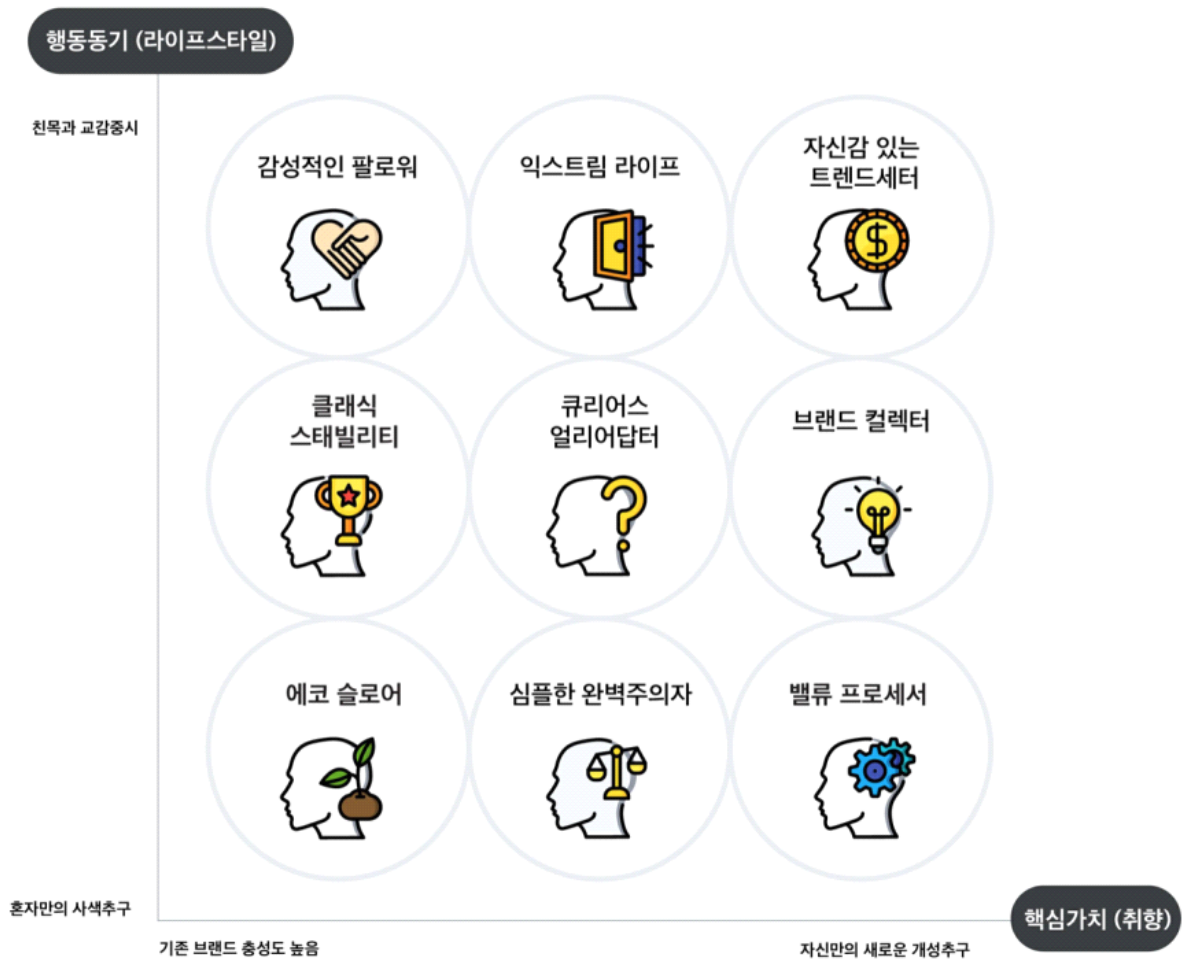 행동동기 (라이프스타일)
친목과 교감중시
감성적인 팔로워
익스트림 라이프
자신감 있는
트렌드세터
클래식
스태빌리티
큐리어스
얼리어답터
브랜드 컬렉터
에코 슬로어
심플한 완벽주의자
밸류 프로세서
혼자만의 사색추구
핵심가치 (취향)
기존 브랜드 충성도 높음
자신만의 새로운 개성추구